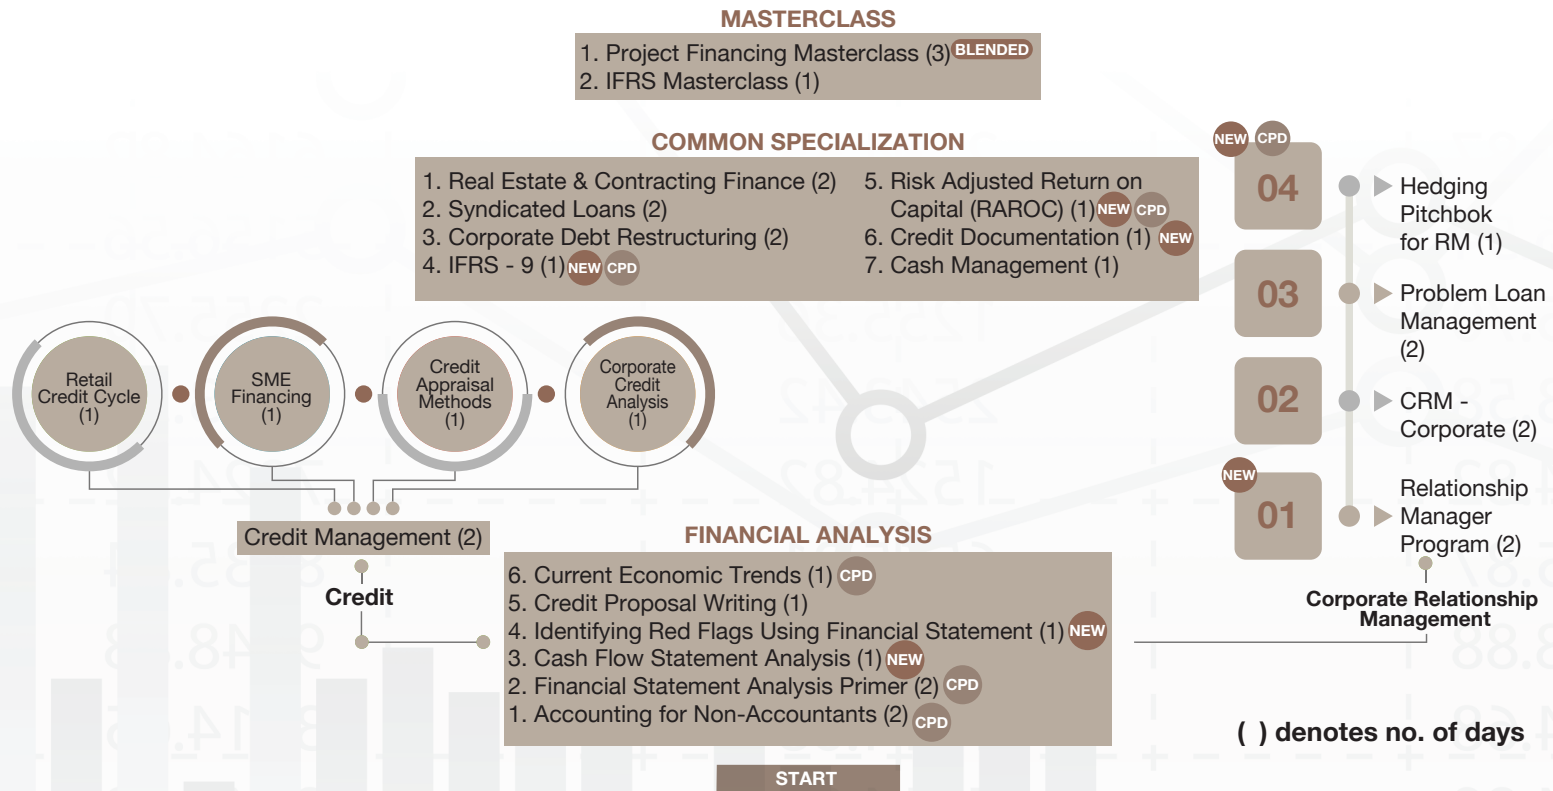 MASTERCLASS
1. Project Financing Masterclass (3) BLENDED
2. IFRS Masterclass (1)
COMMON SPECIALIZATION
1. Real Estate & Contracting Finance (2)
2. Syndicated Loans (2)
3. Corporate Debt Restructuring (2)
4. IFRS - 9 (1) NEW CPD
5. Risk Adjusted Return on
Capital (RAROC) (1) NEW CPD
6. Credit Documentation (1) NEW
7. Cash Management (1)
NEW CPD
04
Hedging
Pitchbok
for RM (1)
03
Problem Loan
Management
(2)
02
CRM -
Corporate (2)
NEW
01
Relationship
Manager
Program (2)
Corporate Relationship
Management
Retail
Credit Cycle
(1)
SME
Financing
(1)
Credit
Appraisal
Methods
(1)
Corporate
Credit
Analysis
(1)
Credit Management (2)
Credit
FINANCIAL ANALYSIS
6. Current Economic Trends (1) CPD
5. Credit Proposal Writing (1)
4. Identifying Red Flags Using Financial Statement (1) NEW
3. Cash Flow Statement Analysis (1) NEW
2. Financial Statement Analysis Primer (2) CPD
1. Accounting for Non-Accountants (2) CPD
( ) denotes no. of days
START